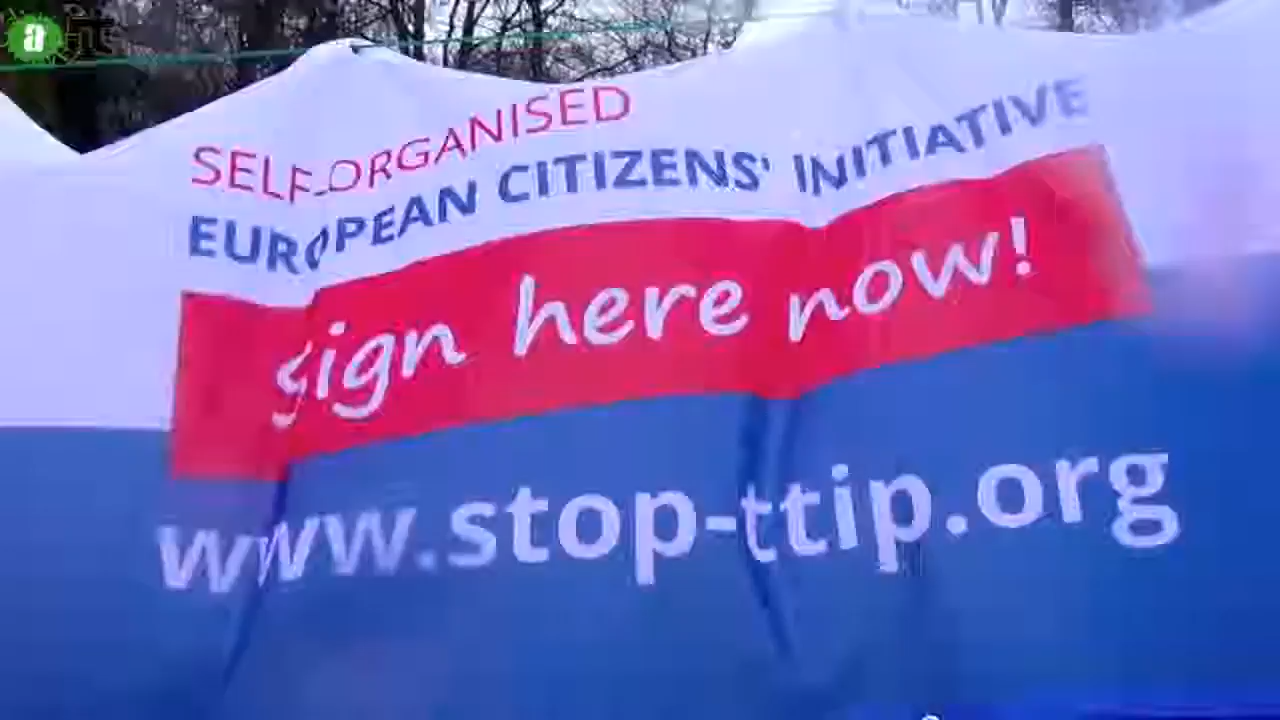 a
SELF-ORGANISED
EUROPEAN CITIZENS' INITIATIVE
sign here now!
www.stop-ttip.org